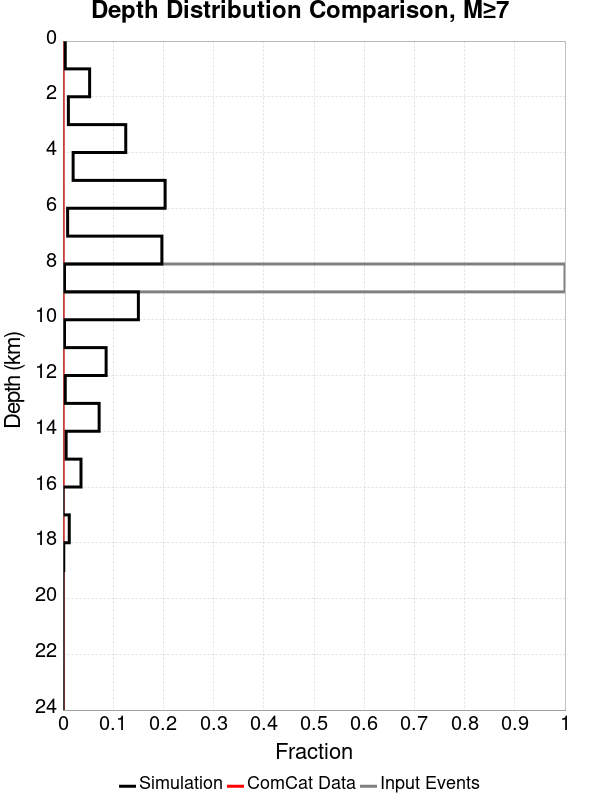 Depth Distribution Comparison, M≥7
0
2
4
6
8
10
12
14
16
18
20
22
24
Depth (km)
0 0.1 0.2 0.3 0.4 0.5 0.6 0.7 0.8 0.9 1
Fraction
Simulation ComCat Data Input Events